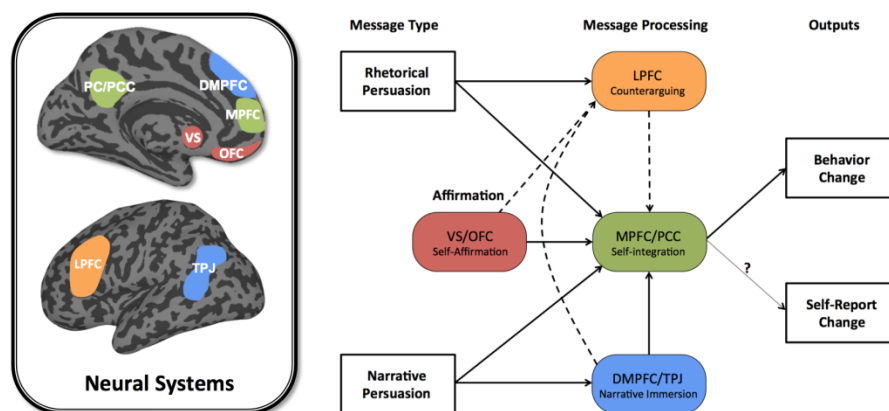 PC/PCC
DMPFC
MPFC
VS
OFC
LPFC
TPJ
Neural Systems
Message Type
Message Processing
Outputs
Rhetorical
Persuasion
LPFC
Counterarguing
Behavior
Change
Affirmation
VS/OFC
Self-Affirmation
MPFC/PCC
Self-integration
?
Self-Report
Change
Narrative
Persuasion
DMPFC/TPJ
Narrative Immersion